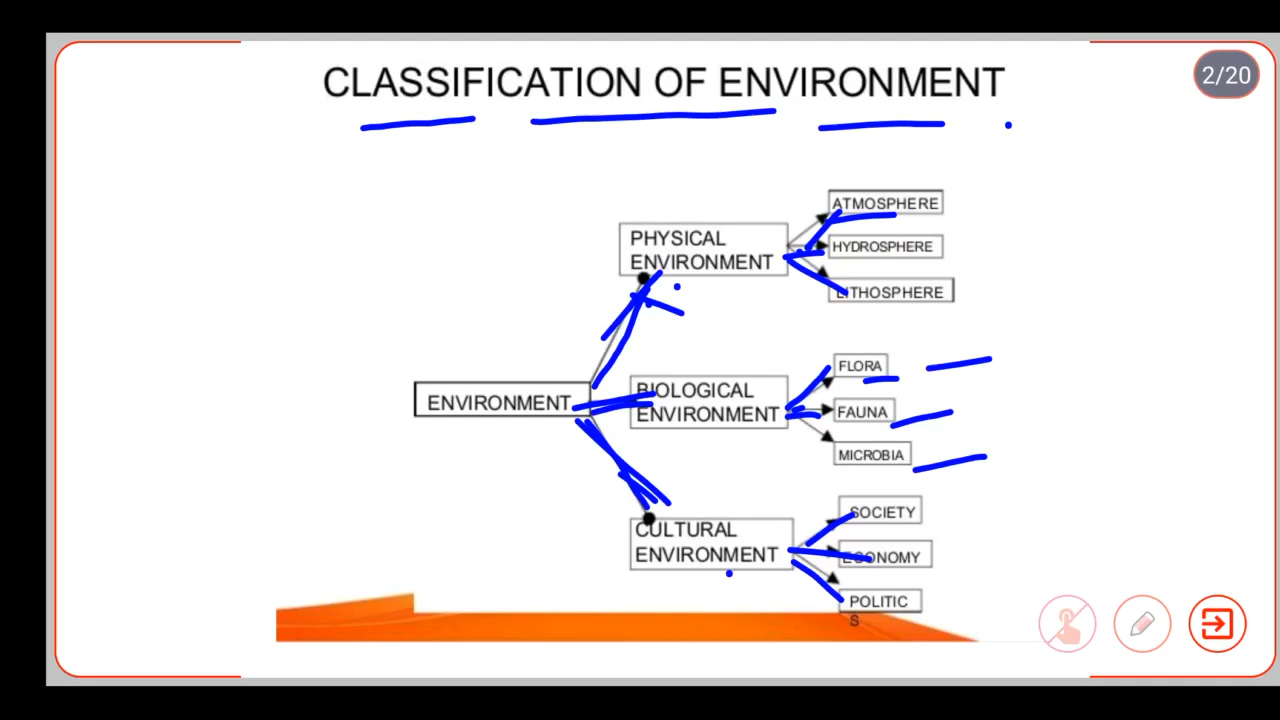 CLASSIFICATION OF ENVIRONMENT
2/20
ATMOSPHERE
PHYSICAL
ENVIRONMENT
HYDROSPHERE
LITHOSPHERE
FLORA
BIOLOGICAL
ENVIRONMENT
ENVIRONMENT
FAUNA
MICROBIA
SOCIETY
CULTURAL
ENVIRONMENT
ECONOMY
POLITIC
S